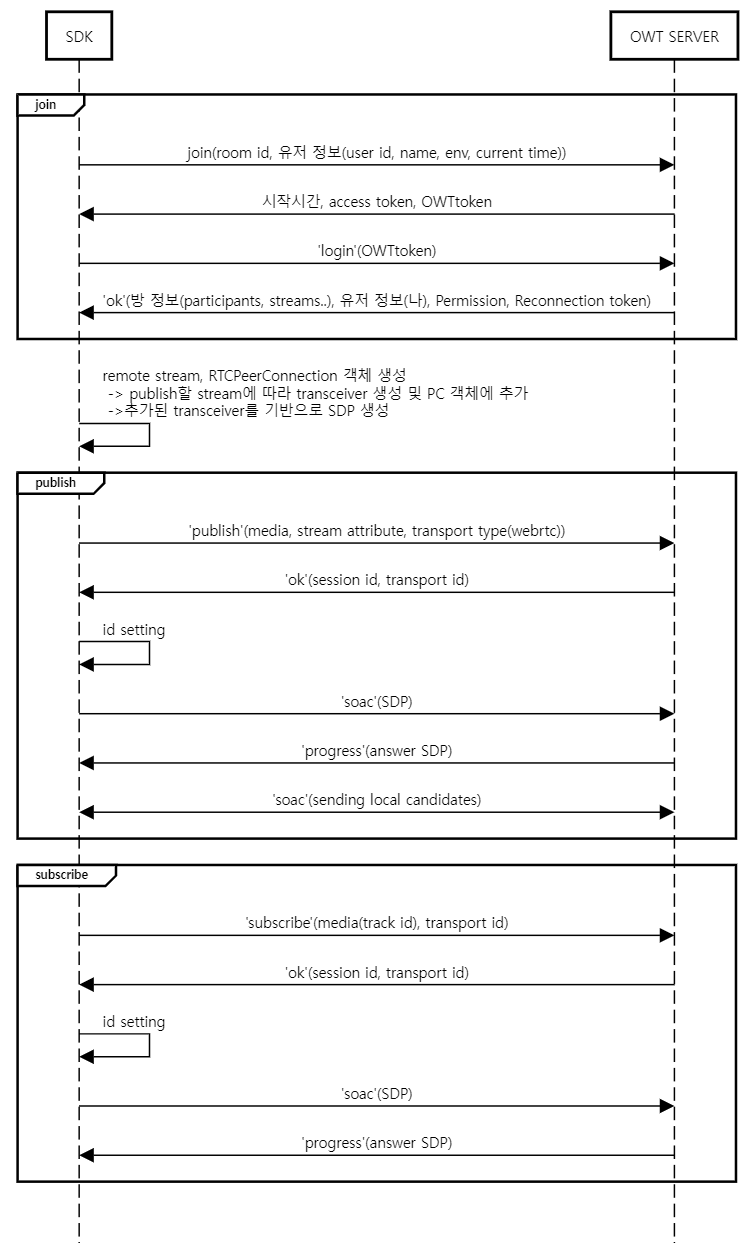 SDK
OWT SERVER
join
join(room id, 유저 정보(user id, name, env, current time))
시작시간, access token, OWTtoken
'login'(OWTtoken)
'ok'(방 정보(participants, streams..), 유저 정보(나), Permission, Reconnection token)
remote stream, RTCPeerConnection 객체 생성
-> publish할 stream에 따라 transceiver 생성 및 PC 객체에 추가
->추가된 transceiver를 기반으로 SDP 생성
publish
'publish'(media, stream attribute, transport type(webrtc))
'ok'(session id, transport id)
id setting
'soac'(SDP)
'progress'(answer SDP)
'soac'(sending local candidates)
subscribe
'subscribe'(media(track id), transport id)
'ok'(session id, transport id)
id setting
'soac'(SDP)
'progress'(answer SDP)